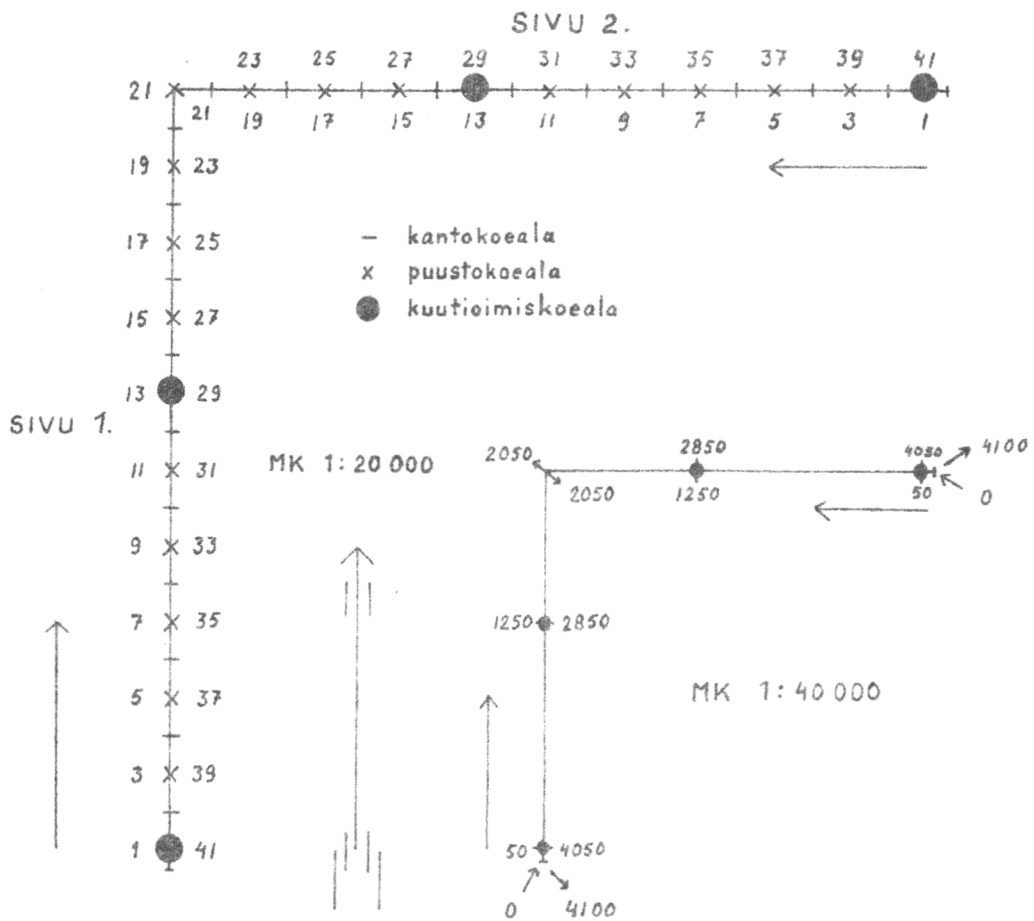 SIVU 2.
23 25 27 29 31 33 35 37 39 41
21
21 19 17 15 13 11 9 7 5 3 1
19 23
17 25
— kantokoeala
x puustokoeala
● kuutioimiskoeala
15 27
13 29
SIVU 1.
11 31
MK 1:20 000
9 33
7 35
5 37
3 39
1 41
2050 2850 4050 4100
2050 1250 50 0
1250 2850
MK 1:40 000
50 4050
0 4100